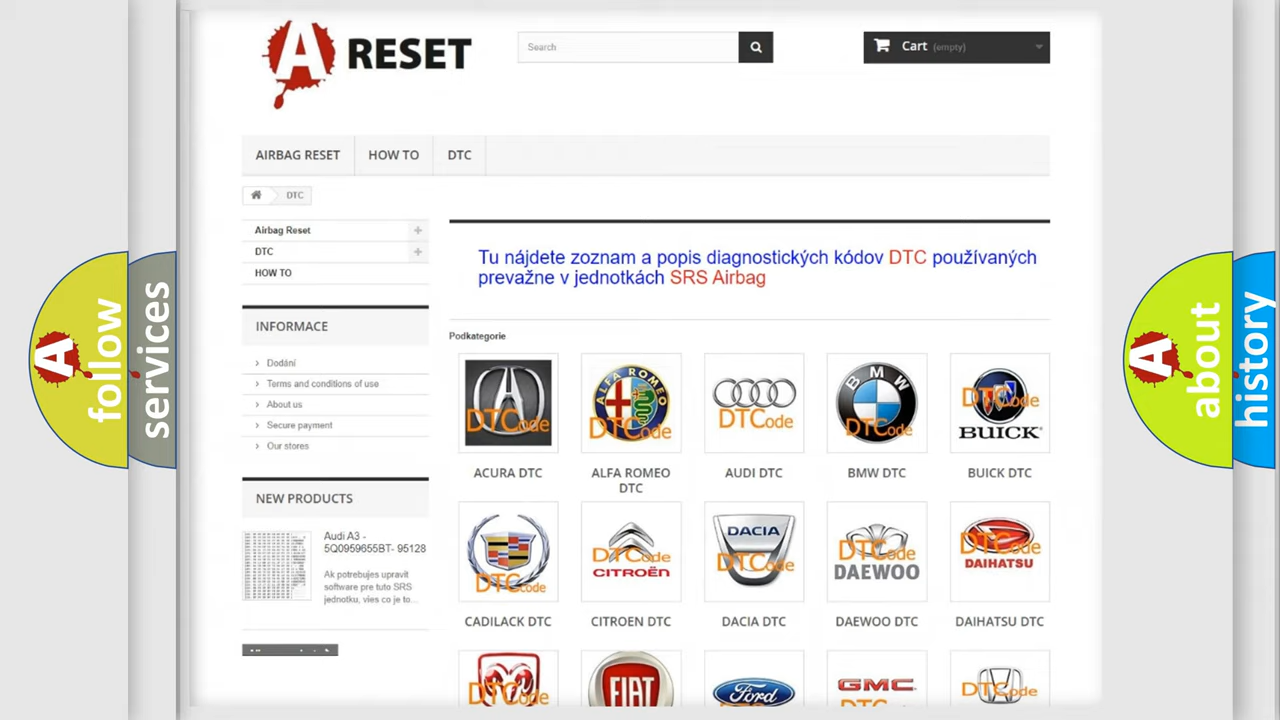 A RESET
Search
Cart (empty)
AIRBAG RESET
HOW TO
DTC
DTC
Airbag Reset
DTC
HOW TO
INFORMACE
Dodání
Terms and conditions of use
About us
Secure payment
Our stores
NEW PRODUCTS
Audi A3 -
5Q0959655BT- 95128
Ak potrebujes upravit
software pre tuto SRS
jednotku, vies co je to...
Tu nájdete zoznam a popis diagnostických kódov DTC používaných
prevažne v jednotkách SRS Airbag
Podkategorie
DTCode
ALFA ROMEO
DTCode
DTCode
BMW
DTCode
DTCode
BUICK
ACURA DTC
ALFA ROMEO
DTC
AUDI DTC
BMW DTC
BUICK DTC
DTCode
DTCode
CITROËN
DACIA
DTCode
DTCode
DAEWOO
DTCode
DAIHATSU
CADILACK DTC
CITROEN DTC
DACIA DTC
DAEWOO DTC
DAIHATSU DTC
DTCode
FIAT
Ford
GMC
DTCode
A follow
services
A about
history